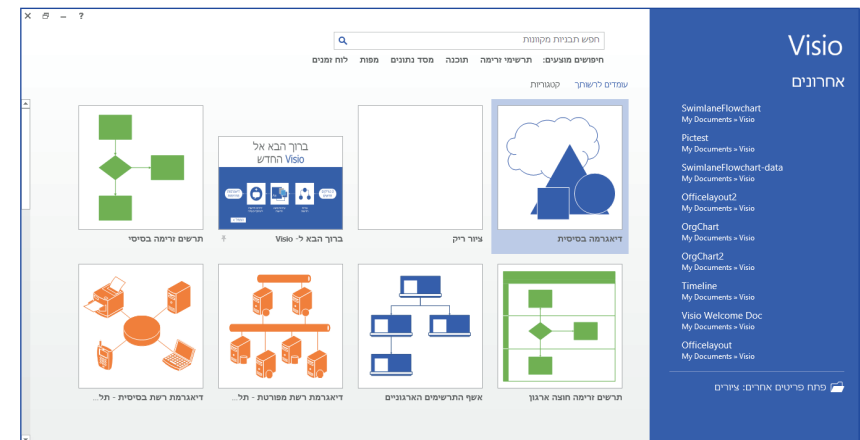 ? – ✕
Visio
אחרונים
SwimlaneFlowchart
My Documents » Visio
Pictest
My Documents » Visio
SwimlaneFlowchart-data
My Documents » Visio
Officelayout2
My Documents » Visio
OrgChart
My Documents » Visio
OrgChart2
My Documents » Visio
Timeline
My Documents » Visio
Visio Welcome Doc
My Documents » Visio
Officelayout
My Documents » Visio
פתח פריטים אחרים: ציורים
חפש תבניות מקוונות
חיפושים מוצעים: תרשימי זרימה תוכנה מסד נתונים מפות לוח זמנים
עומדים לרשותך קטגוריות
ברוך הבא אל
Visio החדש
דיאגרמה בסיסית
ציור ריק
ברוך הבא ל- Visio
תרשים זרימה בסיסי
תרשים זרימה חוצה ארגון
אשף התרשימים הארגוניים
דיאגרמת רשת מפורטת - תל...
דיאגרמת רשת בסיסית - תל...